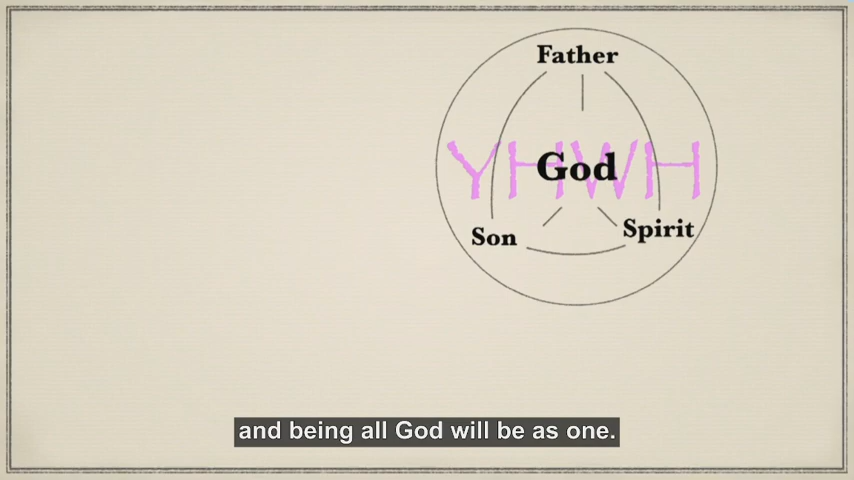 Father
YHWH
God
Son
Spirit
and being all God will be as one.